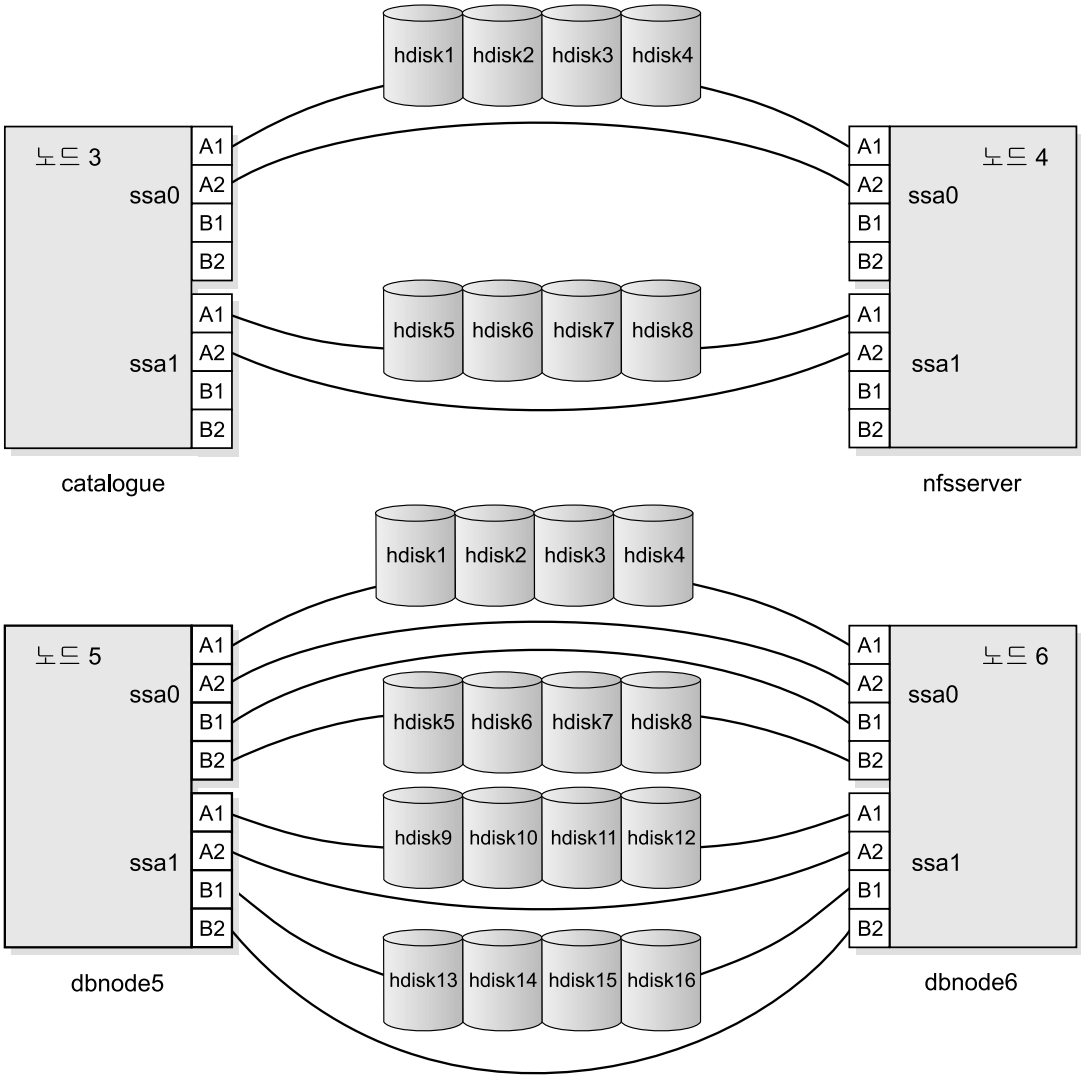 hdisk1 hdisk2 hdisk3 hdisk4
노드 3
ssa0
A1
A2
B1
B2
ssa1
A1
A2
B1
B2
catalogue
노드 4
ssa0
A1
A2
B1
B2
ssa1
A1
A2
B1
B2
nfsserver
hdisk5 hdisk6 hdisk7 hdisk8
hdisk1 hdisk2 hdisk3 hdisk4
노드 5
ssa0
A1
A2
B1
B2
ssa1
A1
A2
B1
B2
dbnode5
노드 6
ssa0
A1
A2
B1
B2
ssa1
A1
A2
B1
B2
dbnode6
hdisk5 hdisk6 hdisk7 hdisk8
hdisk9 hdisk10 hdisk11 hdisk12
hdisk13 hdisk14 hdisk15 hdisk16